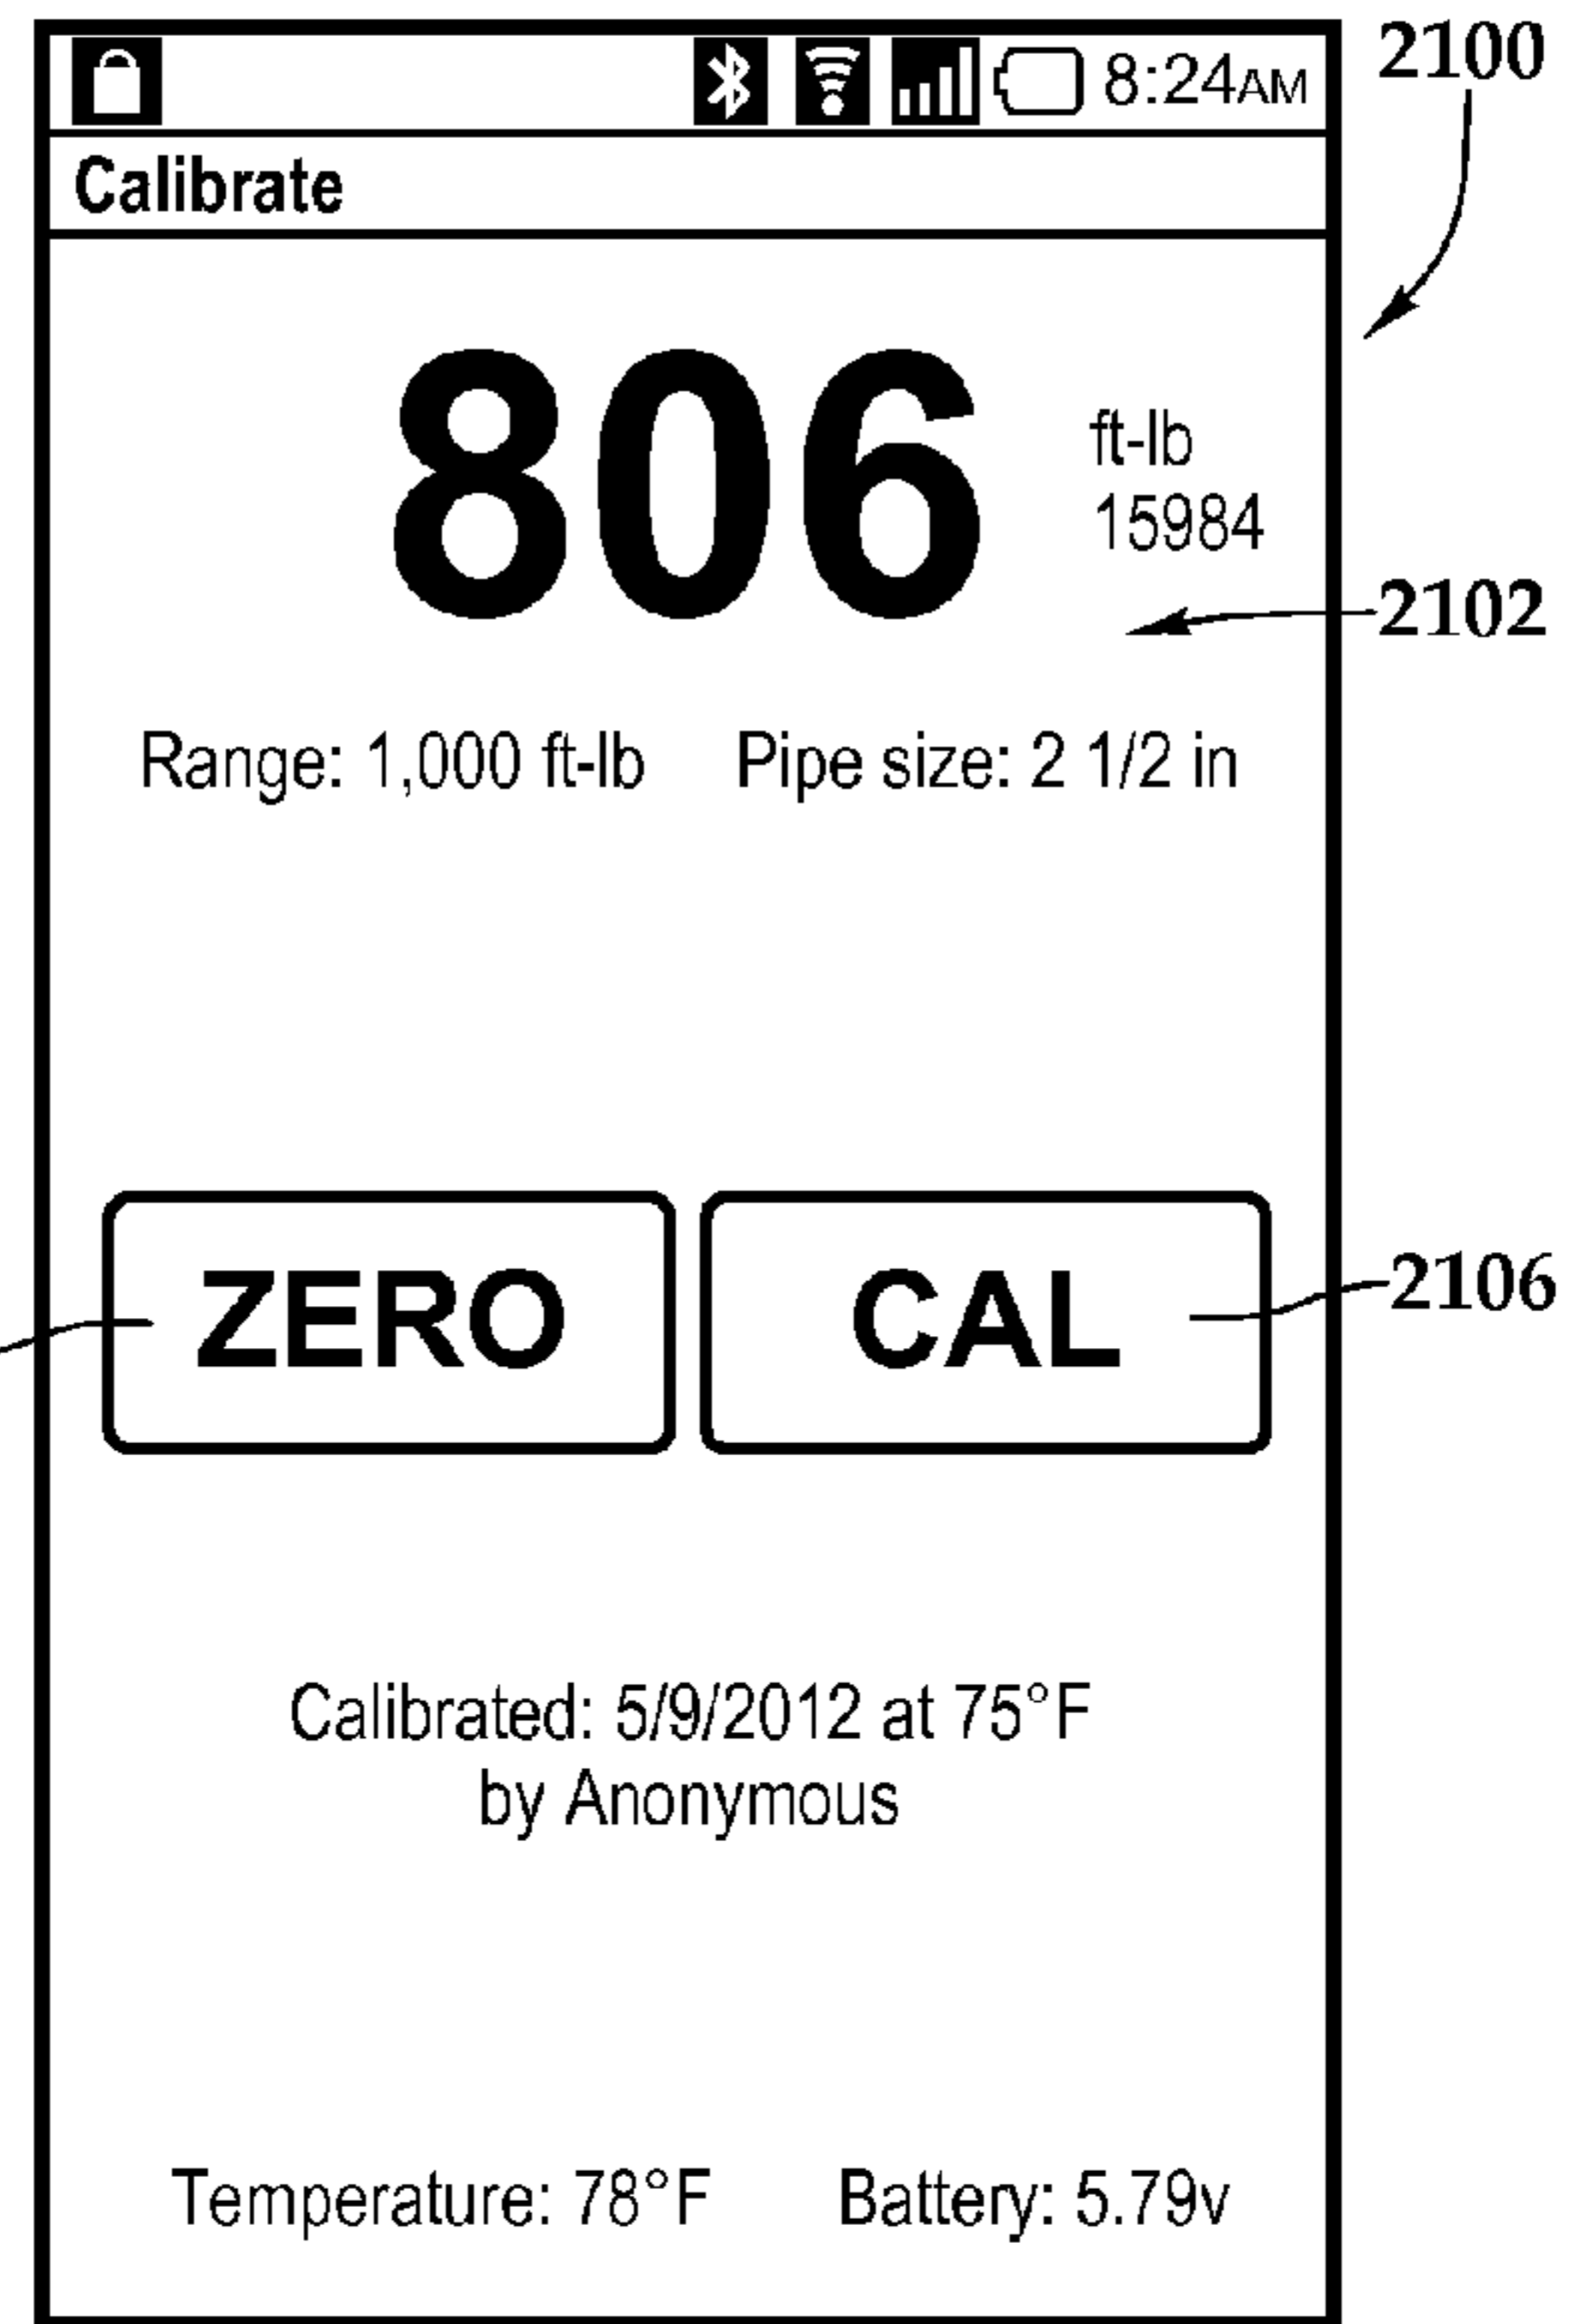 8:24AM
2100
Calibrate
806
ft-lb
15984
2102
Range: 1,000 ft-lb Pipe size: 2 1/2 in
ZERO CAL
2106
Calibrated: 5/9/2012 at 75°F
by Anonymous
Temperature: 78°F Battery: 5.79v